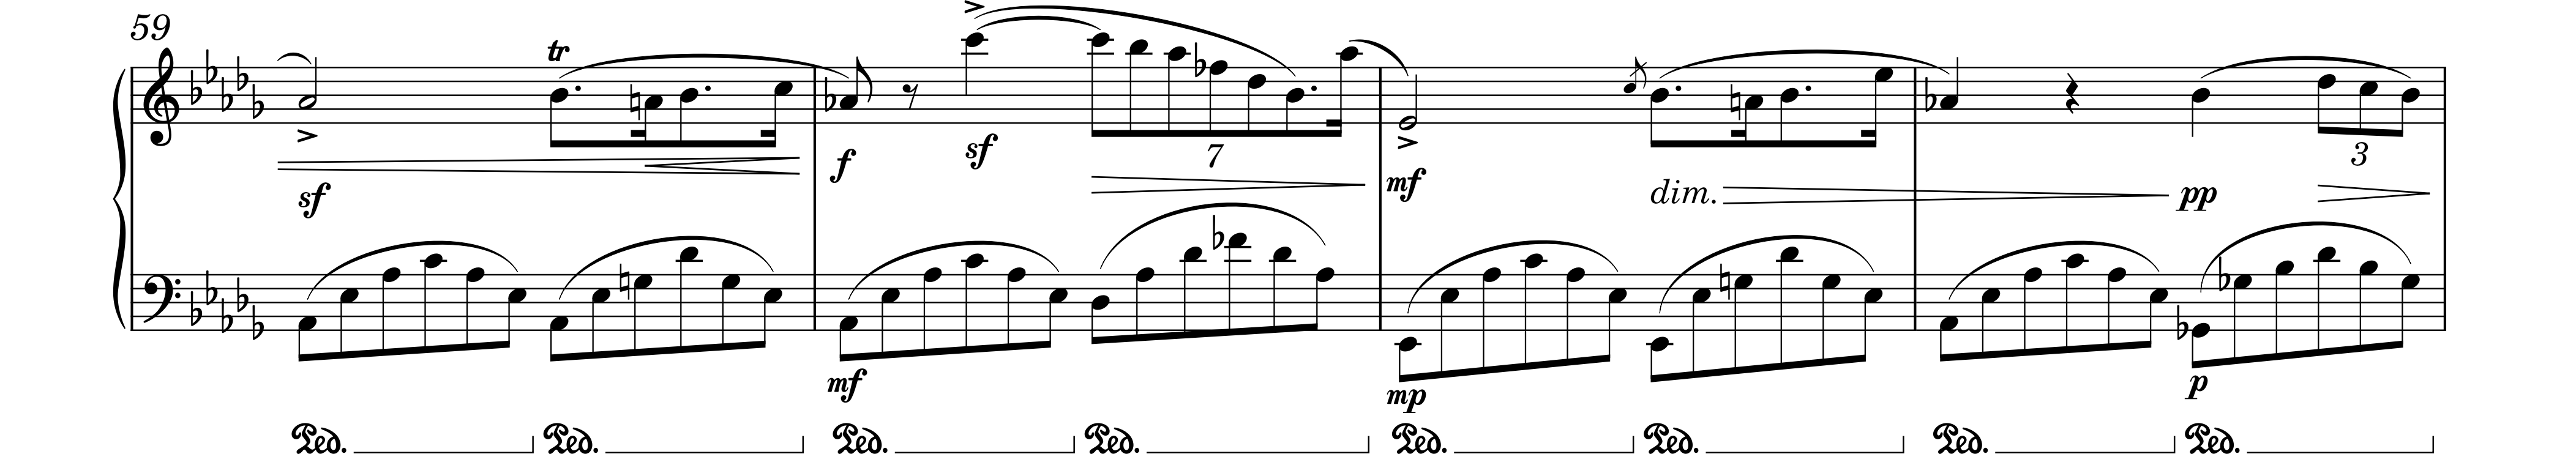 59
tr
sf f sf 7 mf dim. pp 3
mf mp p
Ped. Ped. Ped. Ped. Ped. Ped. Ped. Ped.